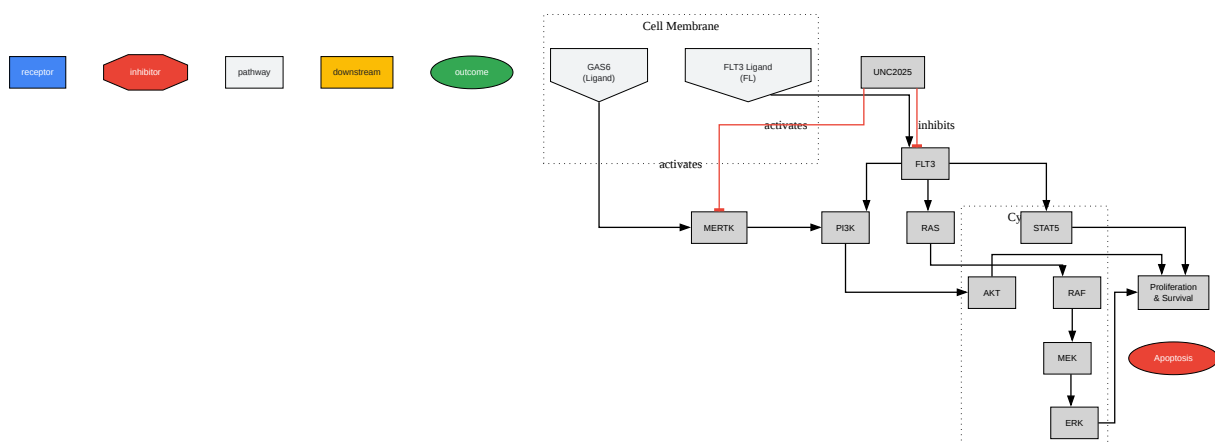 Cell Membrane
receptor
inhibitor
pathway
downstream
outcome
GAS6
(Ligand)
FLT3 Ligand
(FL)
UNC2025
activates
inhibits
activates
FLT3
MERTK
PI3K
RAS
Cy
STAT5
AKT
RAF
Proliferation
& Survival
MEK
Apoptosis
ERK